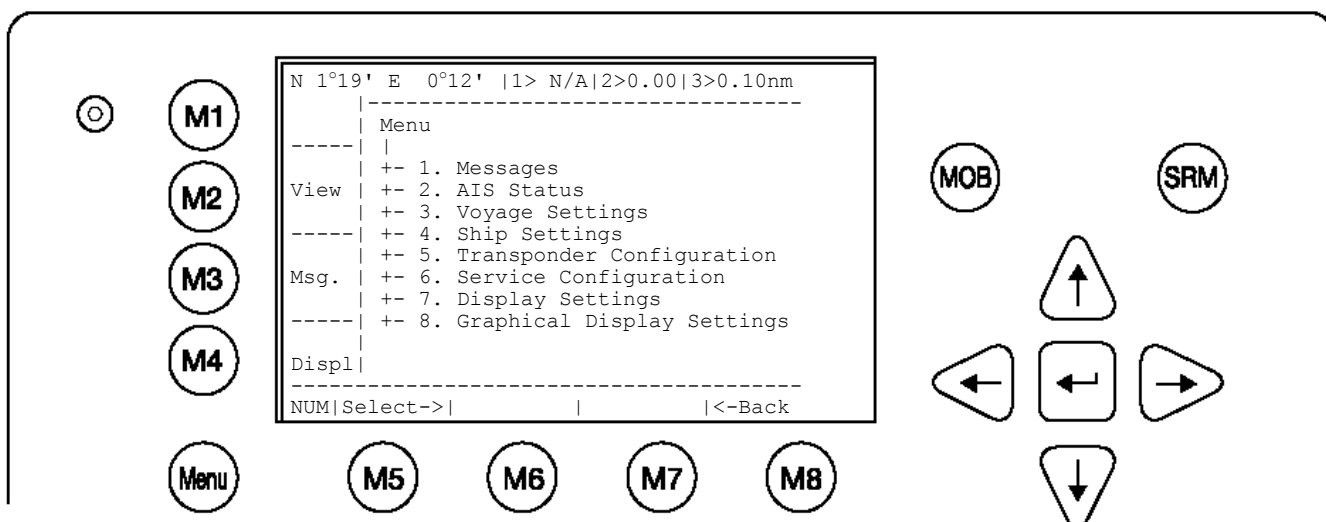 N 1°19' E  0°12' |1> N/A|2>0.00|3>0.10nm
|----------------------------------
| Menu
-----| |
| +- 1. Messages
View | +- 2. AIS Status
| +- 3. Voyage Settings
-----| +- 4. Ship Settings
| +- 5. Transponder Configuration
Msg. | +- 6. Service Configuration
| +- 7. Display Settings
-----| +- 8. Graphical Display Settings
|
Displ|
----------------------------------------
NUM|Select->|         |         |<-Back
M1
M2
M3
M4
Menu
M5
M6
M7
M8
MOB
SRM